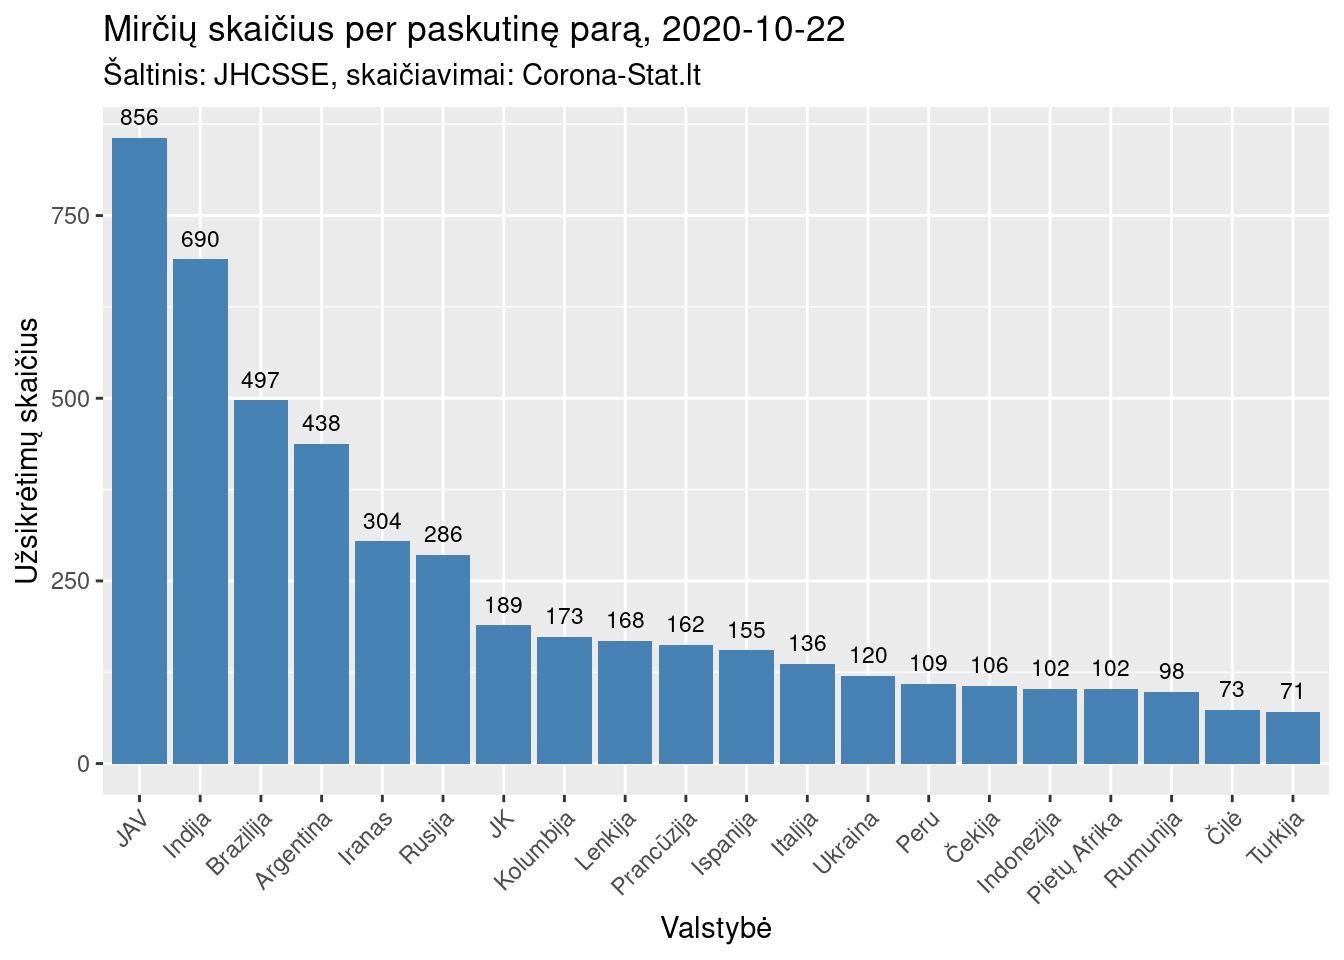 Mirčių skaičius per paskutinę parą, 2020-10-22
Šaltinis: JHCSSE, skaičiavimai: Corona-Stat.lt
Užsikrėtimų skaičius
750
500
250
0
856
690
497
438
304
286
189
173
168
162
155
136
120
109
106
102
102
98
73
71
JAV
Indija
Brazilija
Argentina
Iranas
Rusija
JK
Kolumbija
Lenkija
Prancūzija
Ispanija
Italija
Ukraina
Peru
Čekija
Indonezija
Pietų Afrika
Rumunija
Čilė
Turkija
Valstybė